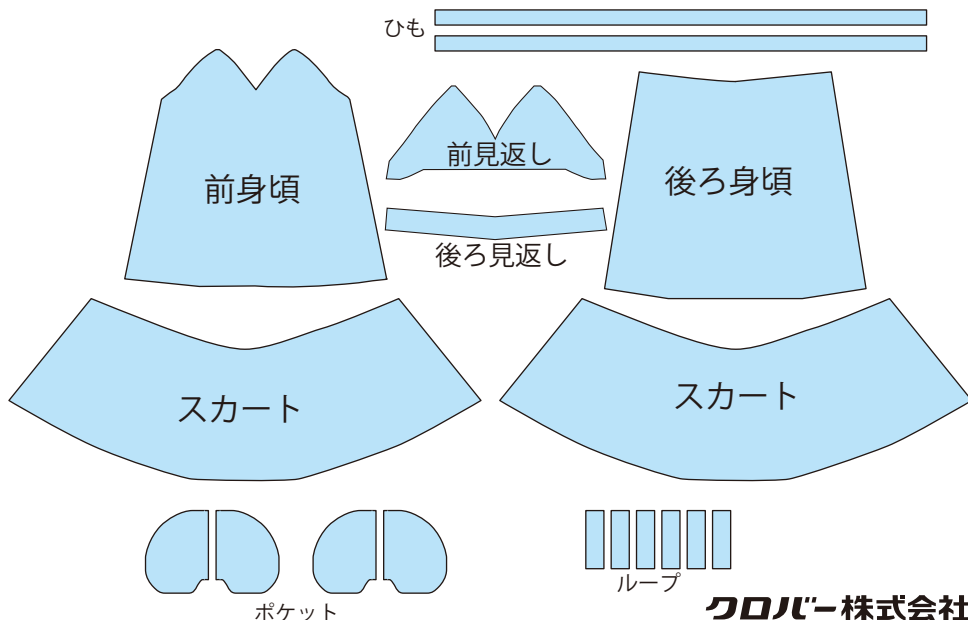 ひも
前見返し
前身頃
後ろ身頃
後ろ見返し
スカート
スカート
ループ
ポケット
クロバー株式会社